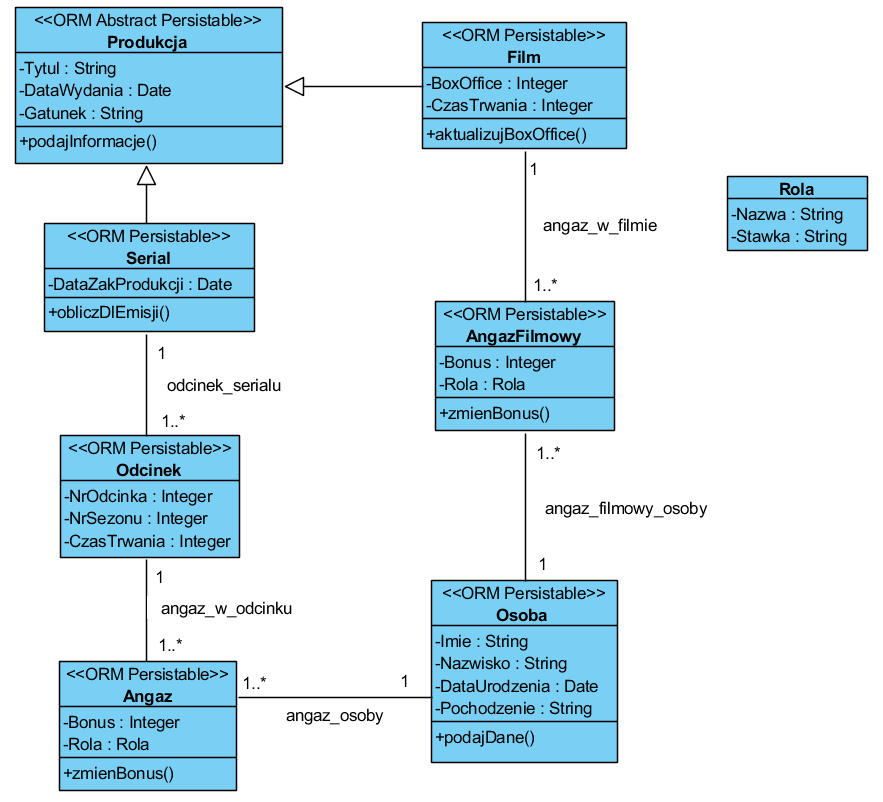 <<ORM Abstract Persistable>>
Produkcja
-Tytul : String
-DataWydania : Date
-Gatunek : String
+podajInformacje()
<<ORM Persistable>>
Film
-BoxOffice : Integer
-CzasTrwania : Integer
+aktualizujBoxOffice()
Rola
-Nazwa : String
-Stawka : String
1
angaz_w_filmie
1..*
<<ORM Persistable>>
Serial
-DataZakProdukcji : Date
+obliczDlEmisji()
<<ORM Persistable>>
AngazFilmowy
-Bonus : Integer
-Rola : Rola
+zmienBonus()
1
odcinek_serialu
1..*
<<ORM Persistable>>
Odcinek
-NrOdcinka : Integer
-NrSezonu : Integer
-CzasTrwania : Integer
1..*
angaz_filmowy_osoby
1
1
angaz_w_odcinku
1..*
<<ORM Persistable>>
Osoba
-Imie : String
-Nazwisko : String
-DataUrodzenia : Date
-Pochodzenie : String
+podajDane()
<<ORM Persistable>>
Angaz
-Bonus : Integer
-Rola : Rola
+zmienBonus()
1..*
1
angaz_osoby